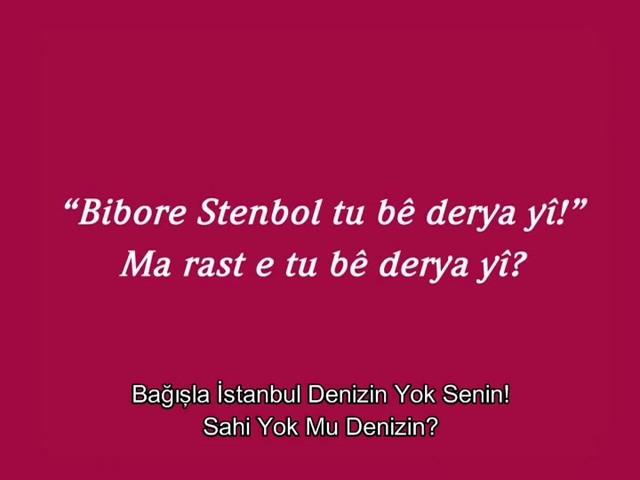 “Bibore Stenbol tu bê derya yî!”
Ma rast e tu bê derya yî?
Bağışla İstanbul Denizin Yok Senin!
Sahi Yok Mu Denizin?